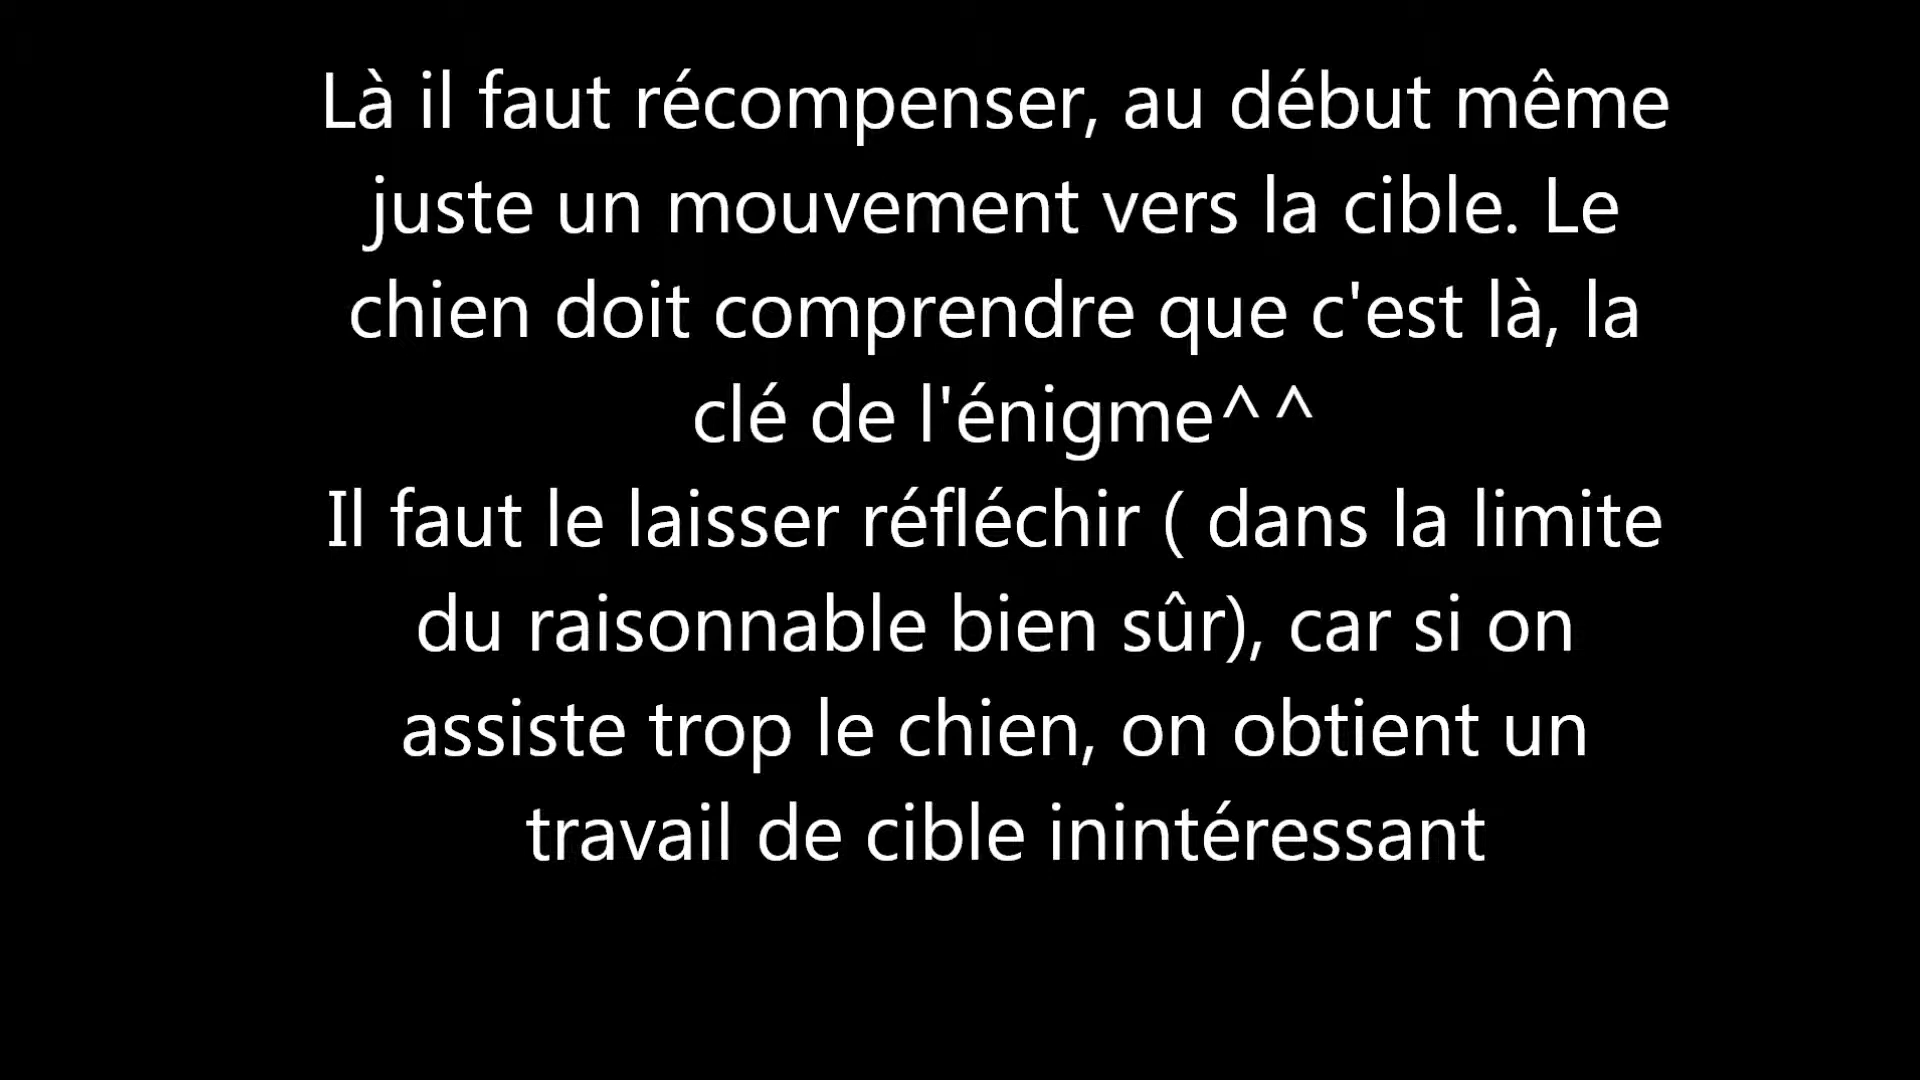 Là il faut récompenser, au début même
juste un mouvement vers la cible. Le
chien doit comprendre que c'est là, la
clé de l'énigme^^
Il faut le laisser réfléchir ( dans la limite
du raisonnable bien sûr), car si on
assiste trop le chien, on obtient un
travail de cible inintéressant